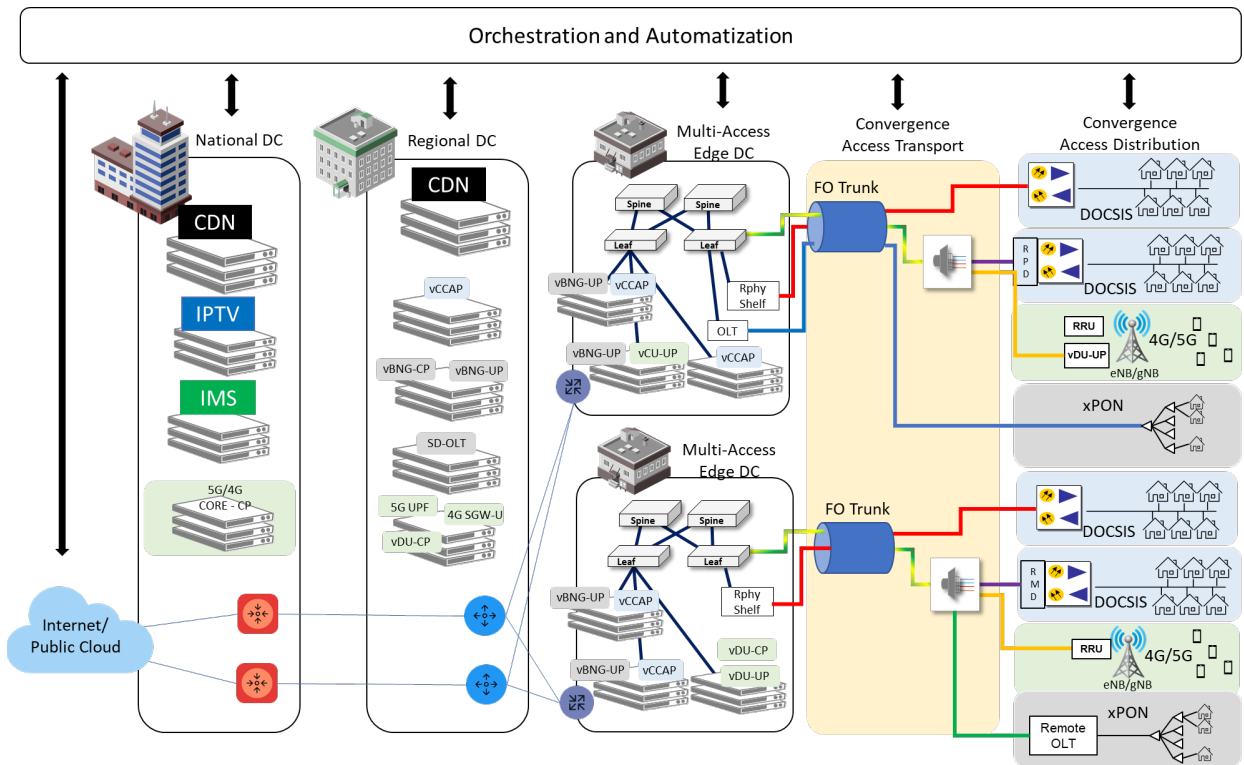 Orchestration and Automatization
National DC
CDN
IPTV
IMS
5G/4G
CORE - CP
Internet/
Public Cloud
Regional DC
CDN
vCCAP
vBNG-CP
vBNG-UP
SD-OLT
5G UPF
4G SGW-U
vDU-CP
Multi-Access
Edge DC
Spine
Spine
Leaf
Leaf
vBNG-UP
vCCAP
Rphy
Shelf
OLT
vBNG-UP
vCU-UP
vCCAP
Multi-Access
Edge DC
Spine
Spine
Leaf
Leaf
vBNG-UP
vCCAP
Rphy
Shelf
vBNG-UP
vCCAP
vDU-CP
vDU-UP
Convergence
Access Transport
FO Trunk
FO Trunk
Convergence
Access Distribution
DOCSIS
R
P
D
DOCSIS
RRU
vDU-UP
4G/5G
eNB/gNB
xPON
DOCSIS
R
M
D
DOCSIS
RRU
4G/5G
eNB/gNB
xPON
Remote
OLT